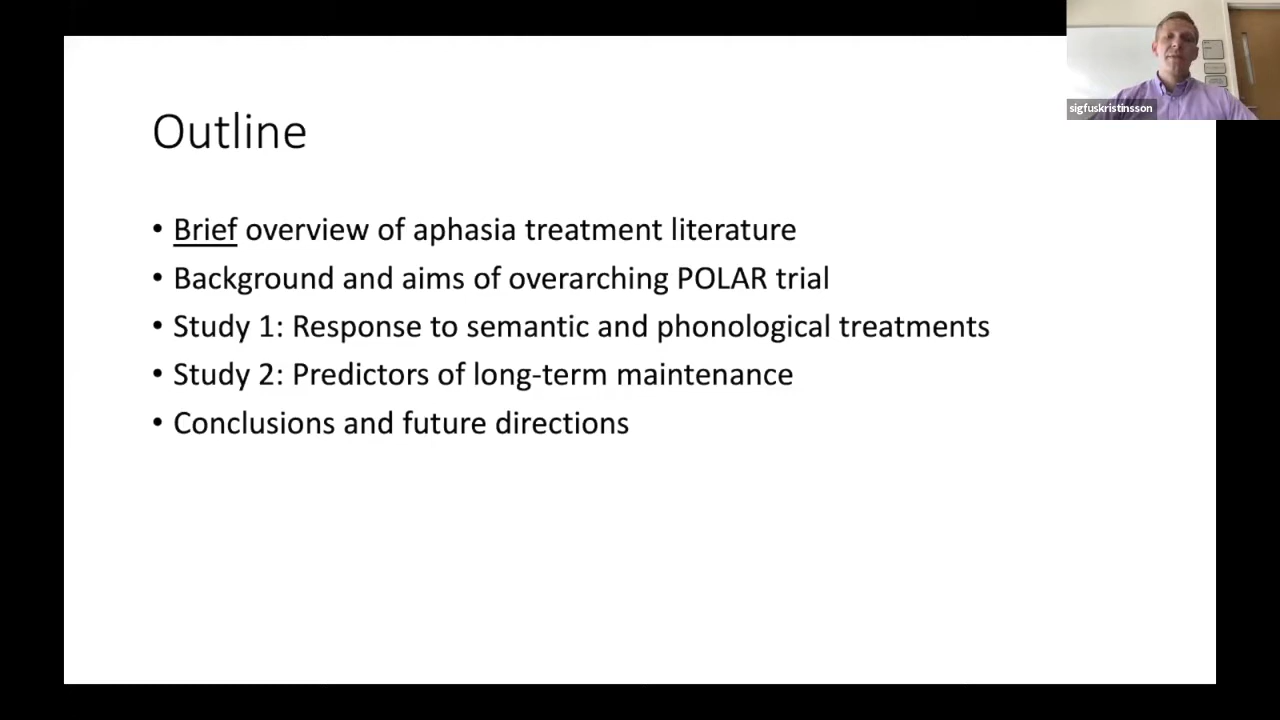 sigfuskristinsson
Outline
• Brief overview of aphasia treatment literature
• Background and aims of overarching POLAR trial
• Study 1: Response to semantic and phonological treatments
• Study 2: Predictors of long-term maintenance
• Conclusions and future directions